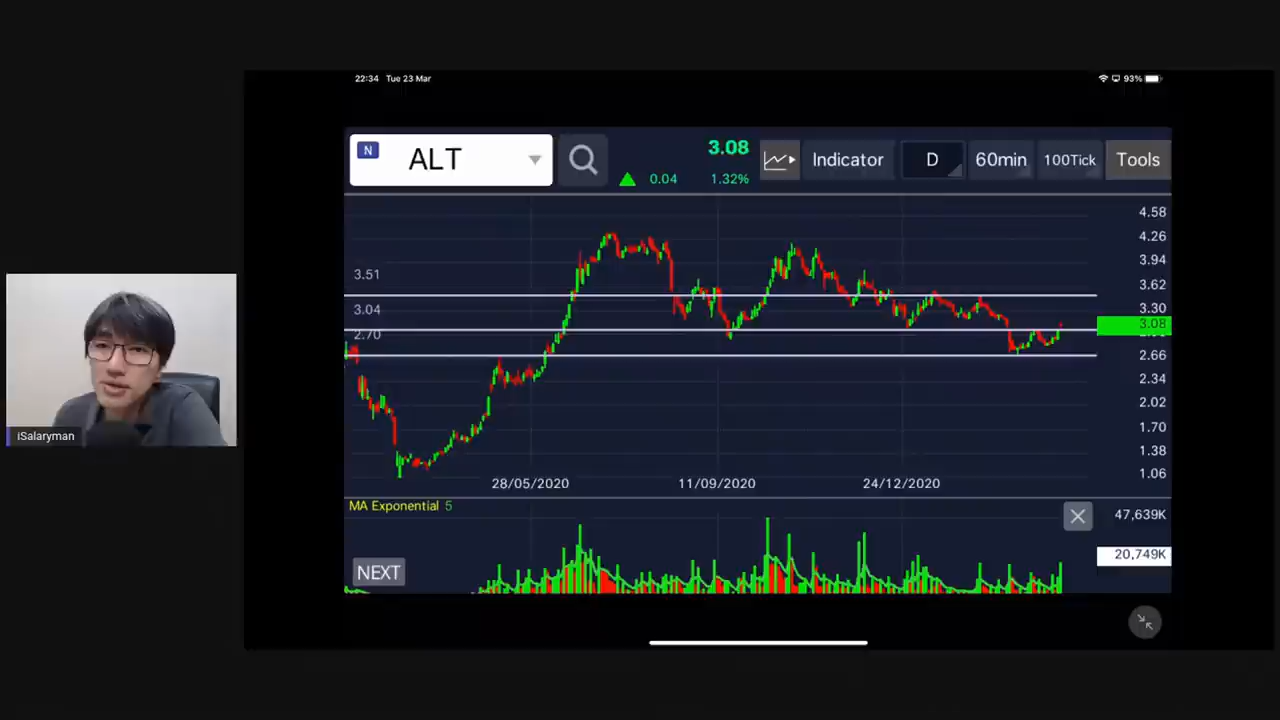 22:34 Tue 23 Mar
93%
N
ALT
3.08
0.04 1.32%
Indicator
D
60min
100Tick
Tools
4.58
4.26
3.94
3.62
3.30
3.08
2.66
2.34
2.02
1.70
1.38
1.06
3.51
3.04
2.70
28/05/2020 11/09/2020 24/12/2020
MA Exponential 5
47,639K
20,749K
NEXT
iSalaryman